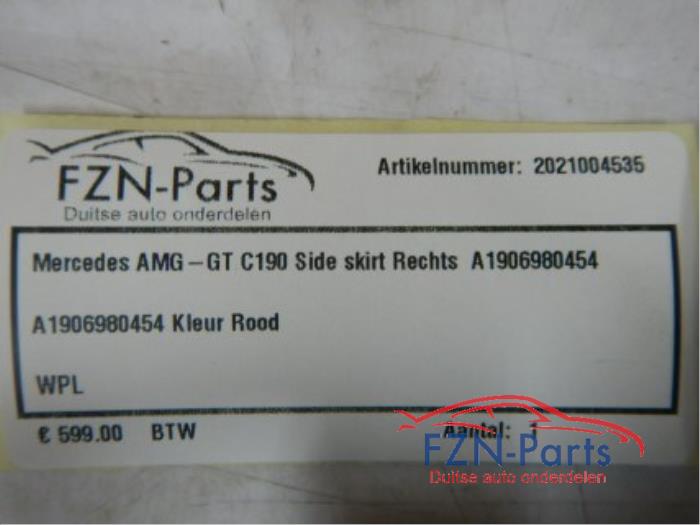 FZN-Parts
Duitse auto onderdelen
Artikelnummer: 2021004535
Mercedes AMG-GT C190 Side skirt Rechts A1906980454
A1906980454 Kleur Rood
WPL
€ 599.00 BTW
Aantal: 1
FZN-Parts
Duitse auto onderdelen